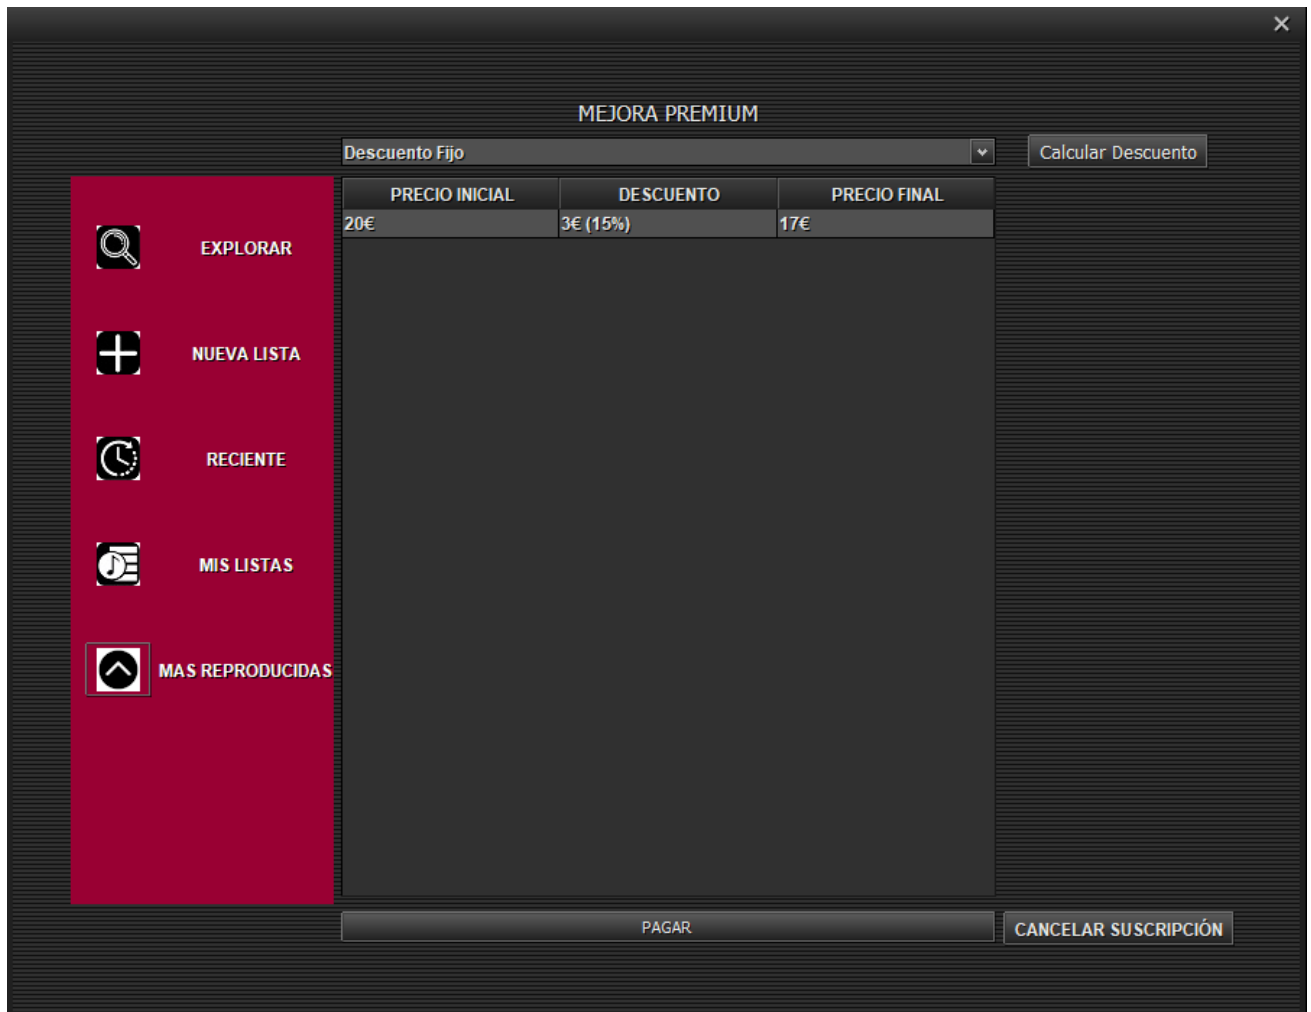 MEJORA PREMIUM
Descuento Fijo
Calcular Descuento
PRECIO INICIAL DESCUENTO PRECIO FINAL
20€ 3€ (15%) 17€
EXPLORAR
NUEVA LISTA
RECIENTE
MIS LISTAS
MAS REPRODUCIDAS
PAGAR
CANCELAR SUSCRIPCIÓN